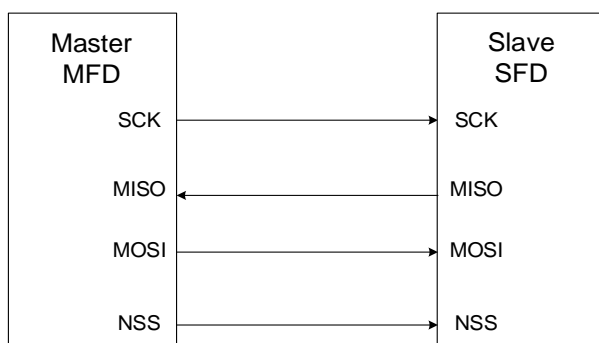 Master
MFD
SCK
MISO
MOSI
NSS
Slave
SFD
SCK
MISO
MOSI
NSS